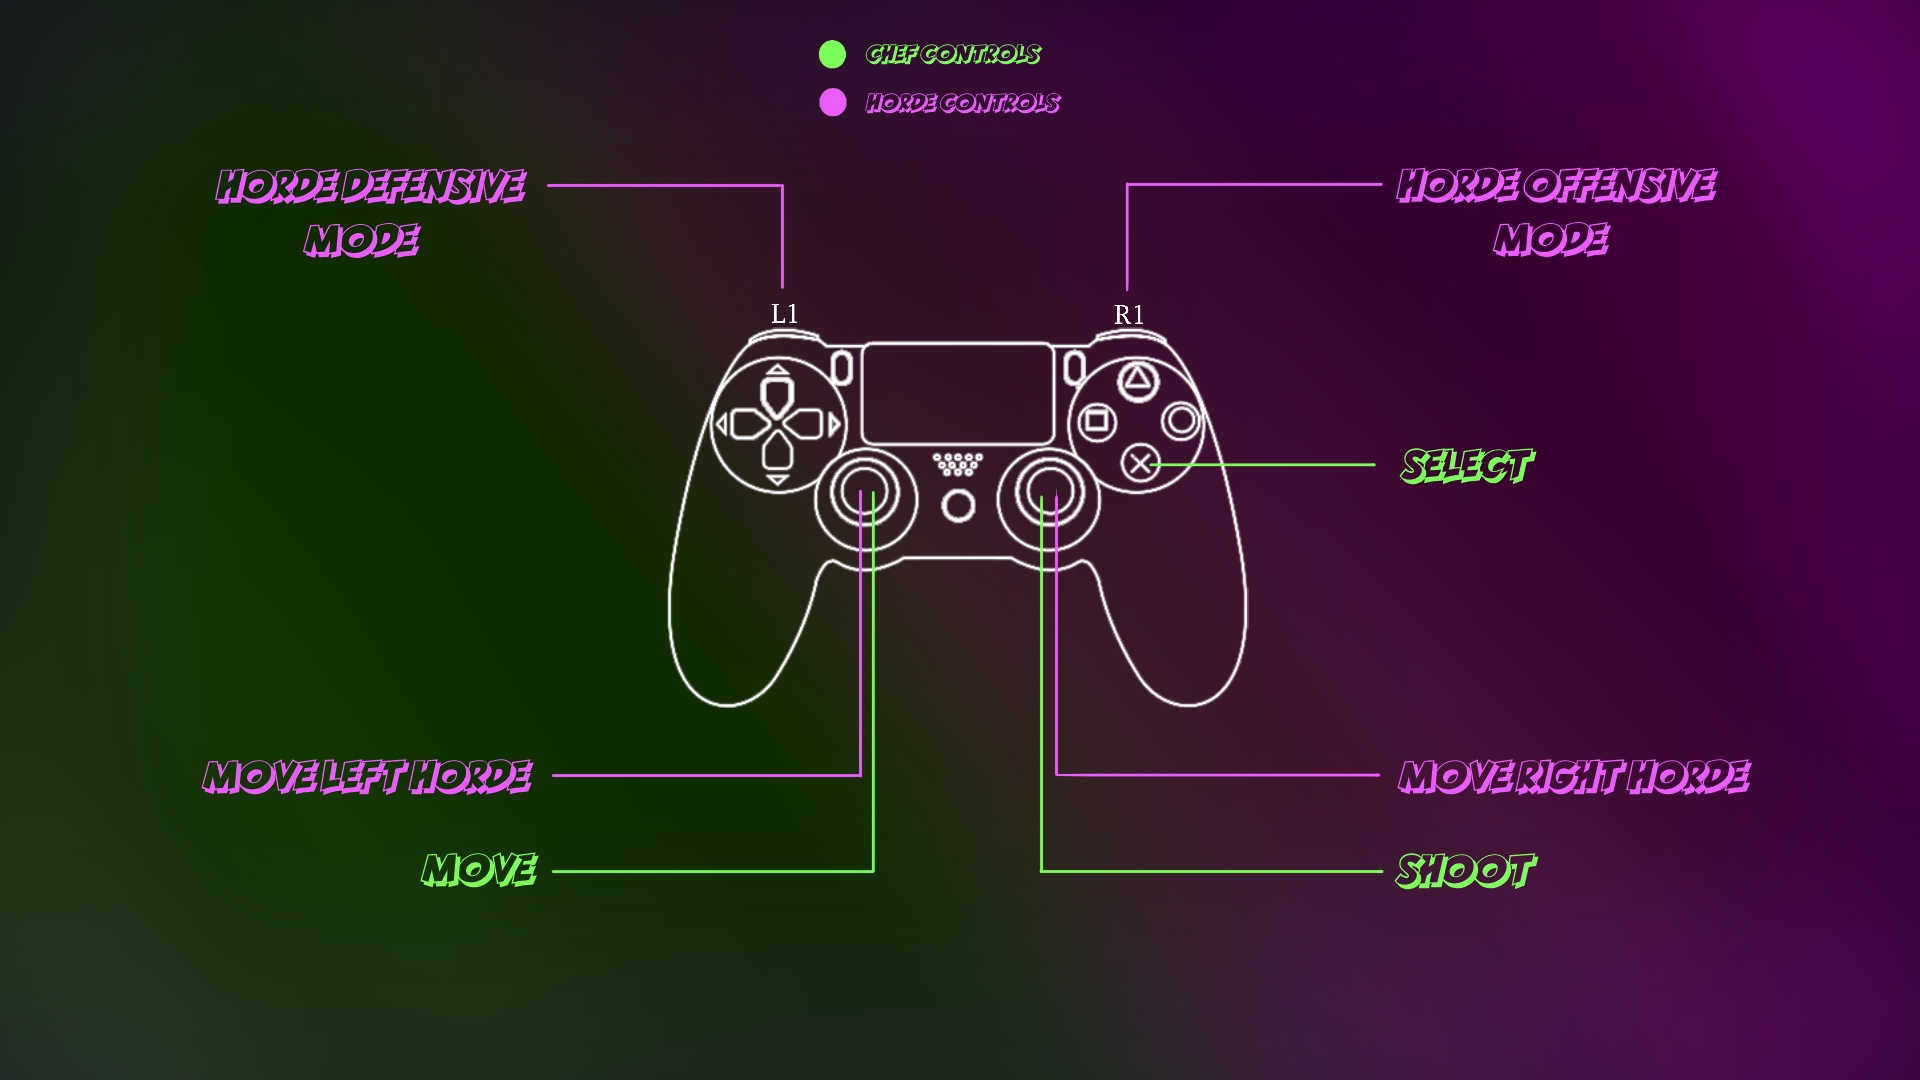 CHEF CONTROLS
HORDE CONTROLS
HORDE DEFENSIVE
MODE
HORDE OFFENSIVE
MODE
L1
R1
SELECT
MOVE LEFT HORDE
MOVE RIGHT HORDE
MOVE
SHOOT